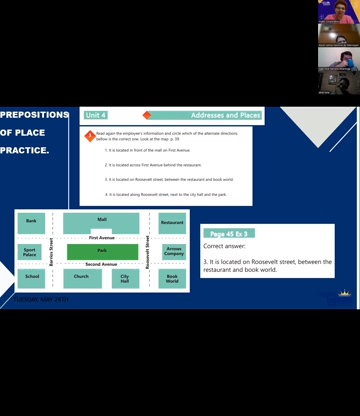 PREPOSITIONS
OF PLACE
PRACTICE.
Unit 4
Addresses and Places
Read again the employee's information and circle which of the alternate directions
below is the correct one. Look at the map p. 39.
1. It is located in front of the mall on First Avenue.
2. It is located across First Avenue behind the restaurant.
3. It is located on Roosevelt street, between the restaurant and book world.
4. It is located along Roosevelt street, next to the city hall and the park.
Bank
Mall
Restaurant
First Avenue
Sport
Palace
Barrios Street
Park
Roosevelt Street
Arrows
Company
Second Avenue
School
Church
City
Hall
Book
World
Page 45 Ex 3
Correct answer:
3. It is located on Roosevelt street, between the
restaurant and book world.
TUESDAY, MAY 24TH